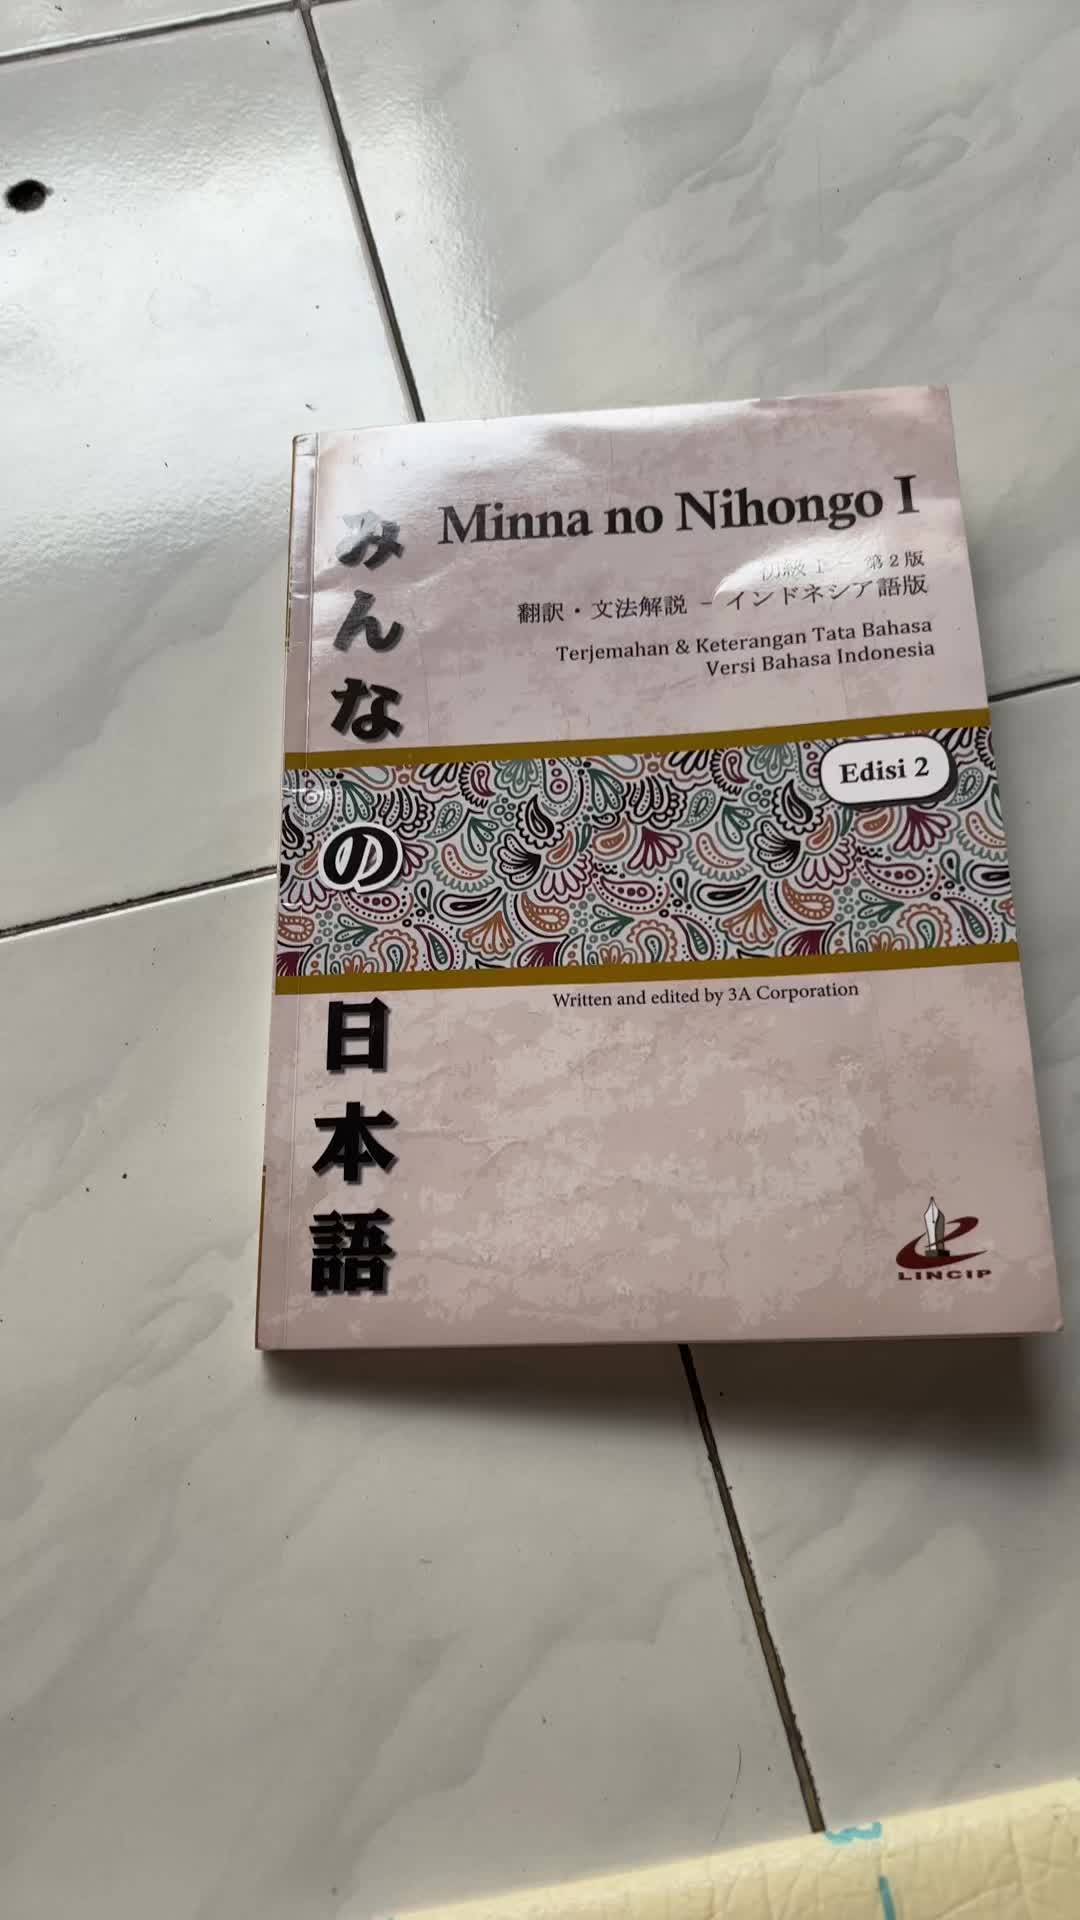 みんなの日本語
Minna no Nihongo I
初級 I 第2版
翻訳・文法解説 – インドネシア語版
Terjemahan & Keterangan Tata Bahasa
Versi Bahasa Indonesia
Edisi 2
Written and edited by 3A Corporation
LINCIP